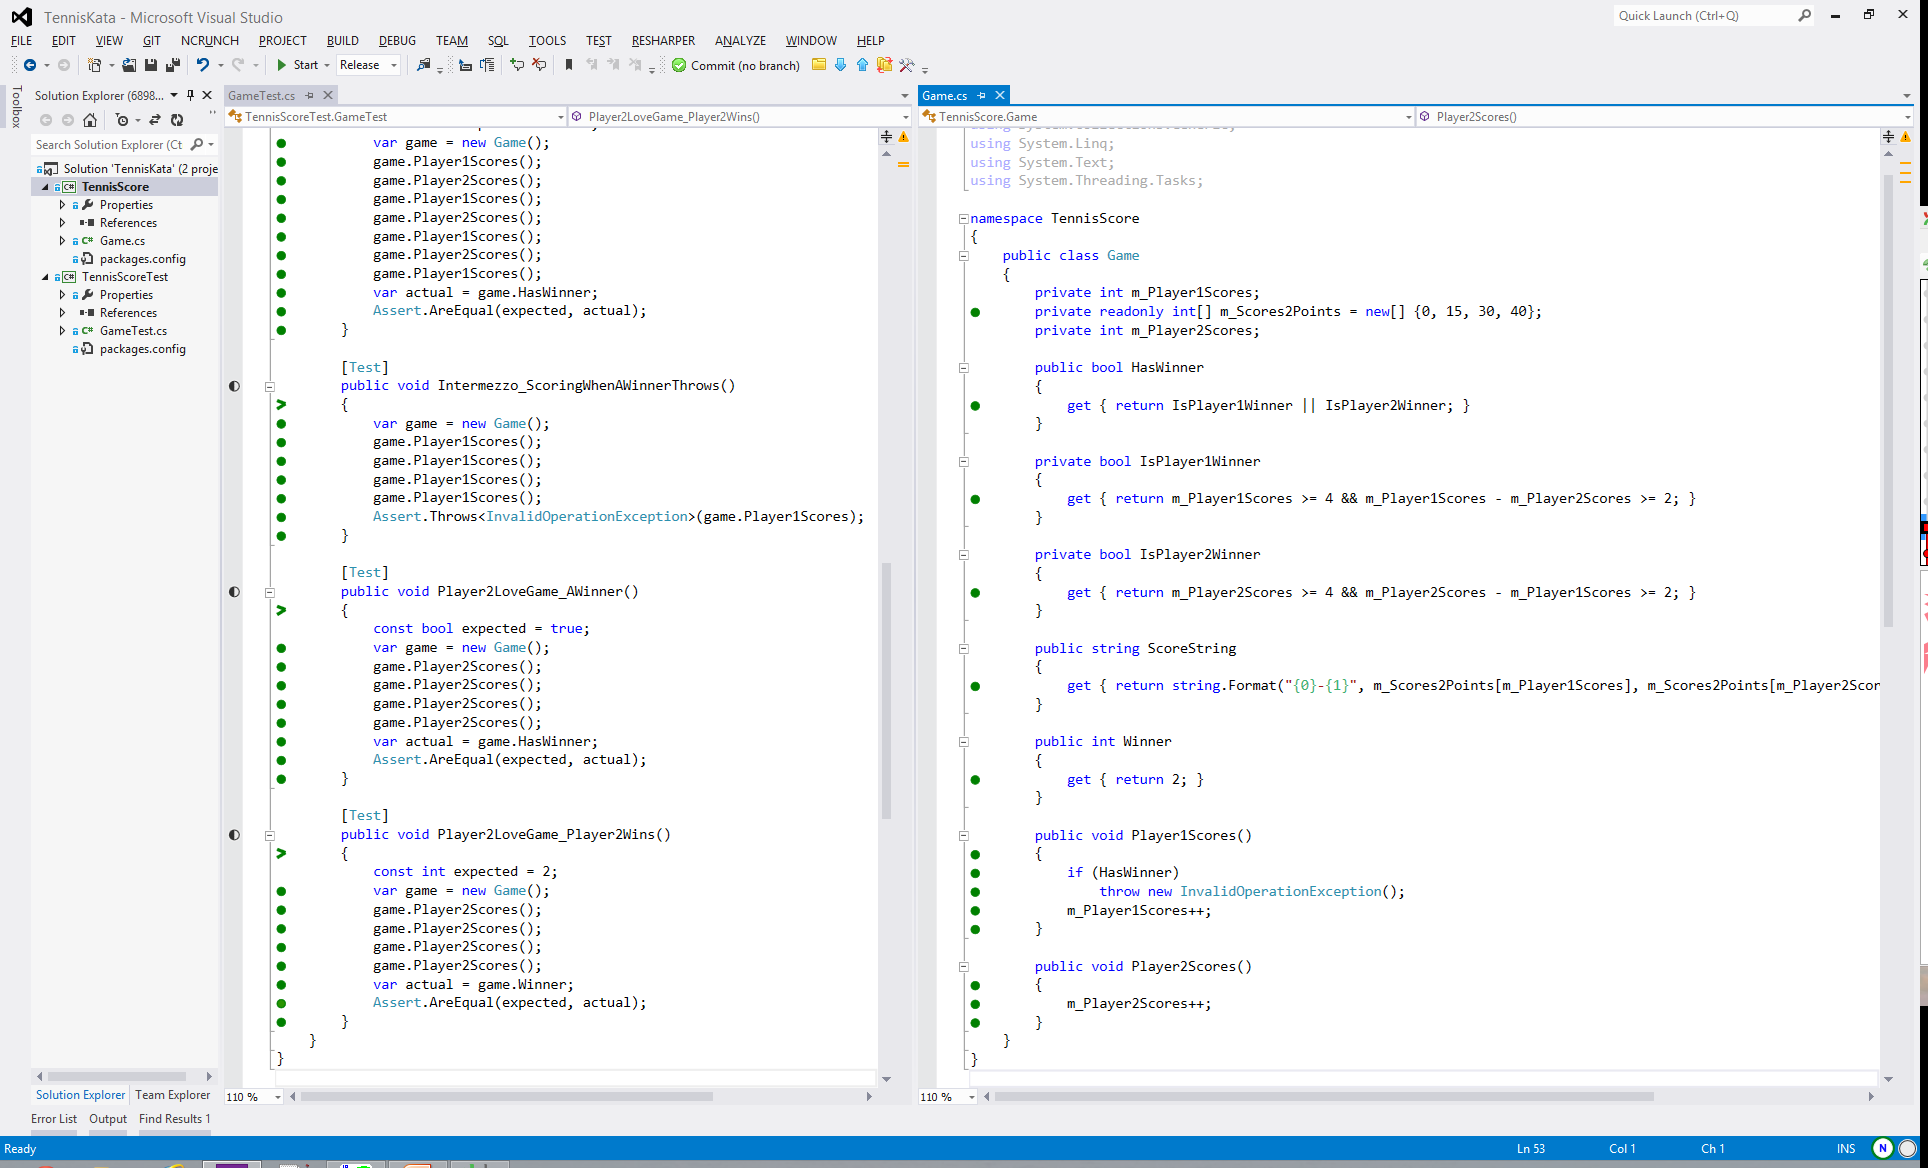 TennisKata - Microsoft Visual Studio
Quick Launch (Ctrl+Q)
FILE EDIT VIEW GIT NCRUNCH PROJECT BUILD DEBUG TEAM SQL TOOLS TEST RESHARPER ANALYZE WINDOW HELP
Start Release Commit (no branch)
Toolbox
Solution Explorer (6898...
Search Solution Explorer (Ct
Solution 'TennisKata' (2 proje
TennisScore
Properties
References
Game.cs
packages.config
TennisScoreTest
Properties
References
GameTest.cs
packages.config
Solution Explorer Team Explorer
GameTest.cs
TennisScoreTest.GameTest Player2LoveGame_Player2Wins()
var game = new Game();
game.Player1Scores();
game.Player2Scores();
game.Player1Scores();
game.Player2Scores();
game.Player1Scores();
game.Player2Scores();
game.Player1Scores();
var actual = game.HasWinner;
Assert.AreEqual(expected, actual);
}
[Test]
public void Intermezzo_ScoringWhenAWinnerThrows()
{
var game = new Game();
game.Player1Scores();
game.Player1Scores();
game.Player1Scores();
game.Player1Scores();
Assert.Throws<InvalidOperationException>(game.Player1Scores);
}
[Test]
public void Player2LoveGame_AWinner()
{
const bool expected = true;
var game = new Game();
game.Player2Scores();
game.Player2Scores();
game.Player2Scores();
game.Player2Scores();
var actual = game.HasWinner;
Assert.AreEqual(expected, actual);
}
[Test]
public void Player2LoveGame_Player2Wins()
{
const int expected = 2;
var game = new Game();
game.Player2Scores();
game.Player2Scores();
game.Player2Scores();
game.Player2Scores();
var actual = game.Winner;
Assert.AreEqual(expected, actual);
}
}
}
110 %
Game.cs
TennisScore.Game Player2Scores()
using System.Collections.Generic;
using System.Linq;
using System.Text;
using System.Threading.Tasks;
namespace TennisScore
{
public class Game
{
private int m_Player1Scores;
private readonly int[] m_Scores2Points = new[] {0, 15, 30, 40};
private int m_Player2Scores;
public bool HasWinner
{
get { return IsPlayer1Winner || IsPlayer2Winner; }
}
private bool IsPlayer1Winner
{
get { return m_Player1Scores >= 4 && m_Player1Scores - m_Player2Scores >= 2; }
}
private bool IsPlayer2Winner
{
get { return m_Player2Scores >= 4 && m_Player2Scores - m_Player1Scores >= 2; }
}
public string ScoreString
{
get { return string.Format("{0}-{1}", m_Scores2Points[m_Player1Scores], m_Scores2Points[m_Player2Scor
}
public int Winner
{
get { return 2; }
}
public void Player1Scores()
{
if (HasWinner)
throw new InvalidOperationException();
m_Player1Scores++;
}
public void Player2Scores()
{
m_Player2Scores++;
}
}
}
110 %
Error List Output Find Results 1
Ready Ln 53 Col 1 Ch 1 INS N